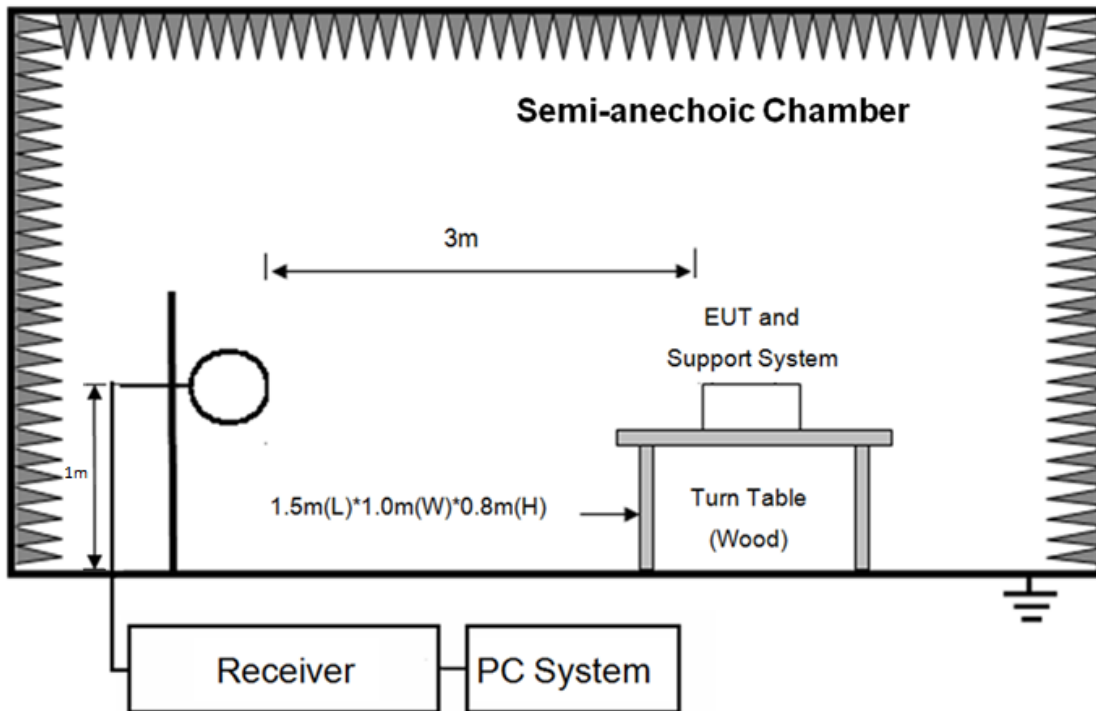 Semi-anechoic Chamber
3m
EUT and
Support System
1m
1.5m(L)*1.0m(W)*0.8m(H)
Turn Table
(Wood)
Receiver
PC System